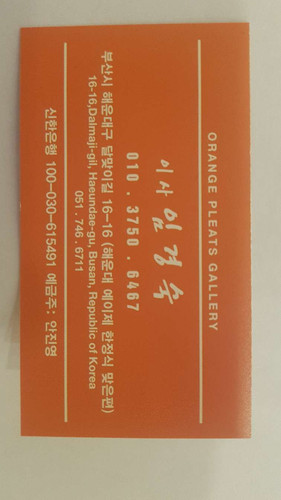 ORANGE PLEATS GALLERY
이사 임경숙
010 . 3750 . 6467
부산시 해운대구 달맞이길 16-16 (해운대 예이제 한정식 맞은편)
16-16,Dalmaji-gil, Haeundae-gu, Busan, Republic of Korea
051 . 746 . 6711
신한은행 100-030-615491 예금주: 안진영